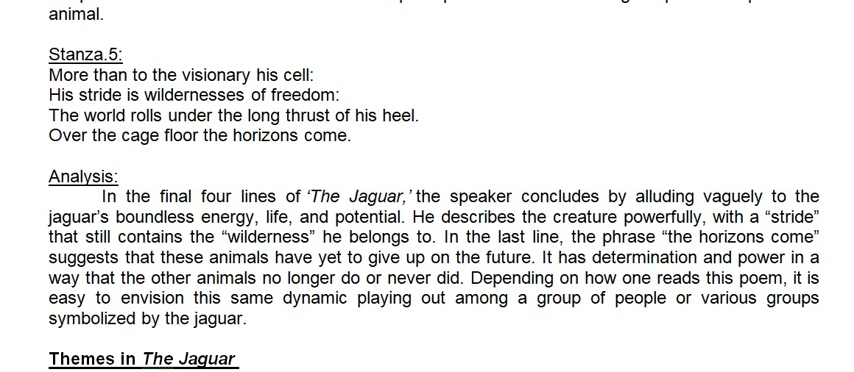 animal.
Stanza.5:
More than to the visionary his cell:
His stride is wildernesses of freedom:
The world rolls under the long thrust of his heel.
Over the cage floor the horizons come.
Analysis:
In the final four lines of ‘The Jaguar,’ the speaker concludes by alluding vaguely to the
jaguar’s boundless energy, life, and potential. He describes the creature powerfully, with a “stride”
that still contains the “wilderness” he belongs to. In the last line, the phrase “the horizons come”
suggests that these animals have yet to give up on the future. It has determination and power in a
way that the other animals no longer do or never did. Depending on how one reads this poem, it is
easy to envision this same dynamic playing out among a group of people or various groups
symbolized by the jaguar.
Themes in The Jaguar